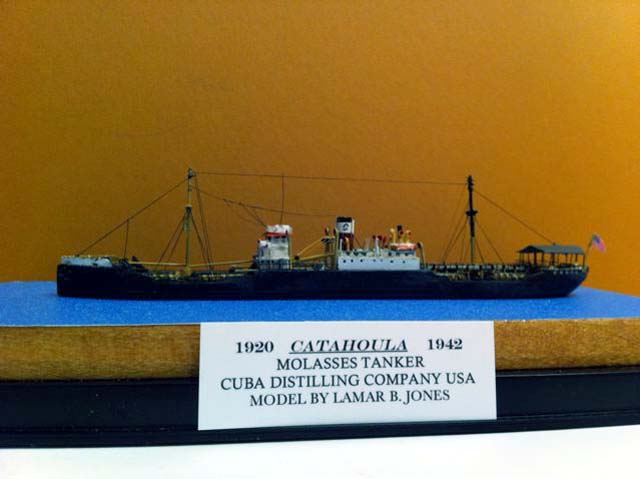 1920 CATAHOULA 1942
MOLASSES TANKER
CUBA DISTILLING COMPANY USA
MODEL BY LAMAR B. JONES